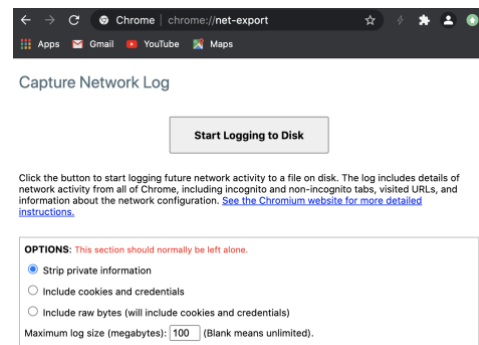 Chrome | chrome://net-export
Apps Gmail YouTube Maps
Capture Network Log
Start Logging to Disk
Click the button to start logging future network activity to a file on disk. The log includes details of
network activity from all of Chrome, including incognito and non-incognito tabs, visited URLs, and
information about the network configuration. See the Chromium website for more detailed
instructions.
OPTIONS: This section should normally be left alone.
Strip private information
Include cookies and credentials
Include raw bytes (will include cookies and credentials)
Maximum log size (megabytes): 100 (Blank means unlimited).